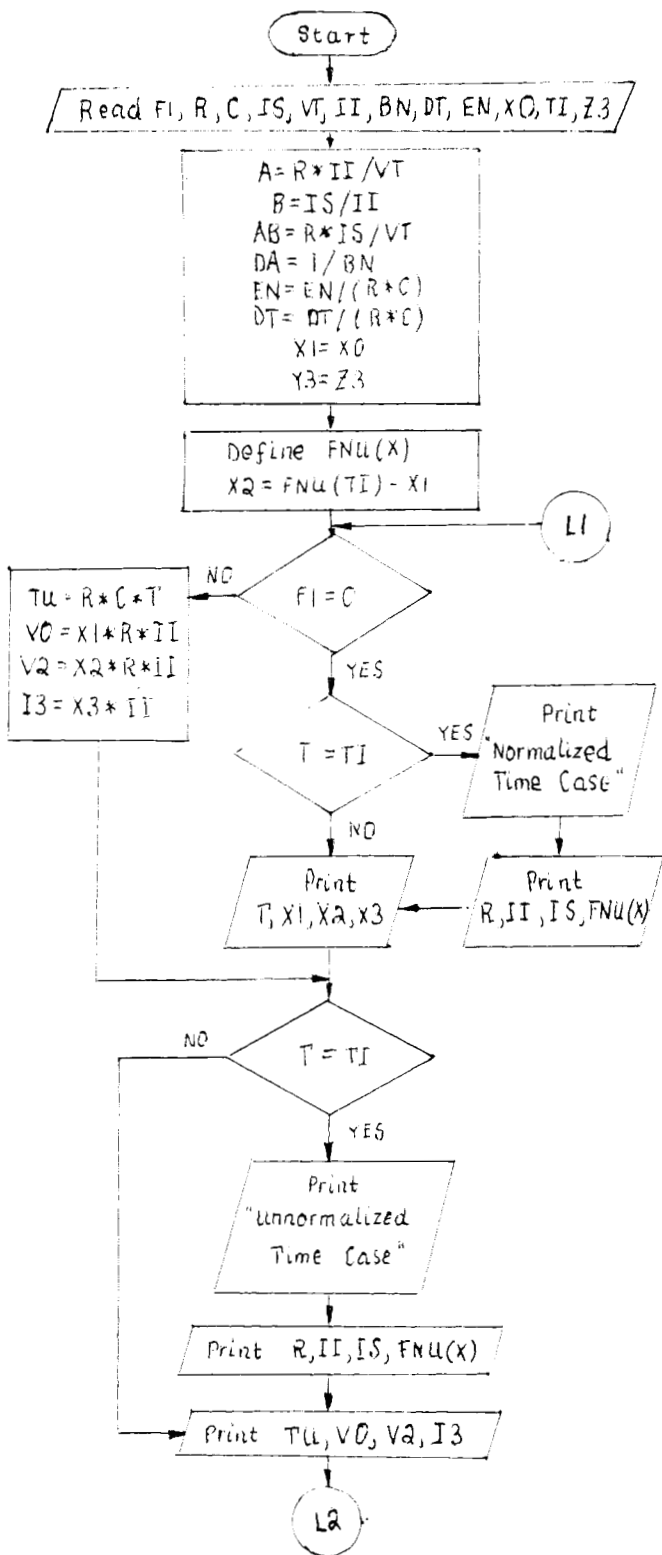 Start
Read F1, R, C, IS, VT, II, BN, DT, EN, X0, TI, Z3
A = R * II / VT
B = IS / II
AB = R * IS / VT
DA = 1 / BN
EN = EN / (R * C)
DT = DT / (R * C)
X1 = X0
Y3 = Z3
Define FNU(X)
X2 = FNU(TI) - X1
L1
F1 = 0
NO
YES
TU = R * C * T
V0 = X1 * R * II
V2 = X2 * R * II
I3 = X3 * II
T = TI
YES
NO
Print
"Normalized
Time Case"
Print
R, II, IS, FNU(X)
Print
T, X1, X2, X3
T = TI
NO
YES
Print
"Unnormalized
Time Case"
Print R, II, IS, FNU(X)
Print TU, V0, V2, I3
L2